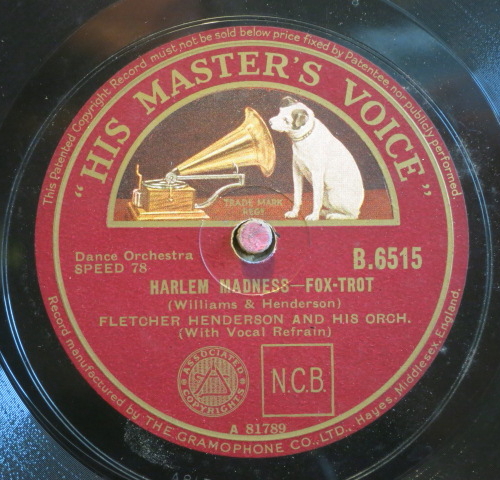 This Patented Copyright Record must not be sold below price fixed by Patentee nor publicly performed.
"HIS MASTER'S VOICE"
TRADE MARK
REGD
Dance Orchestra
SPEED 78
B.6515
HARLEM MADNESS—FOX-TROT
(Williams & Henderson)
FLETCHER HENDERSON AND HIS ORCH.
(With Vocal Refrain)
ASSOCIATED
COPYRIGHTS
N.C.B.
A 81789
Record manufactured by THE GRAMOPHONE CO., LTD., Hayes, Middlesex, England.